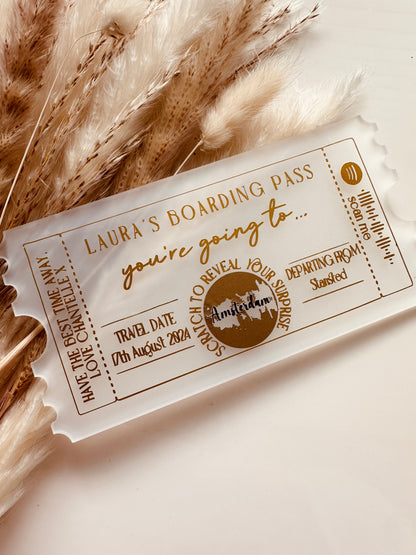 LAURA'S BOARDING PASS
you're going to...
HAVE THE BEST TIME AWAY
LOVE CHANTELLE X
TRAVEL DATE
17th August 2024
SCRATCH TO REVEAL YOUR SURPRISE
Amsterdam
DEPARTING FROM:
Stansted
scan me